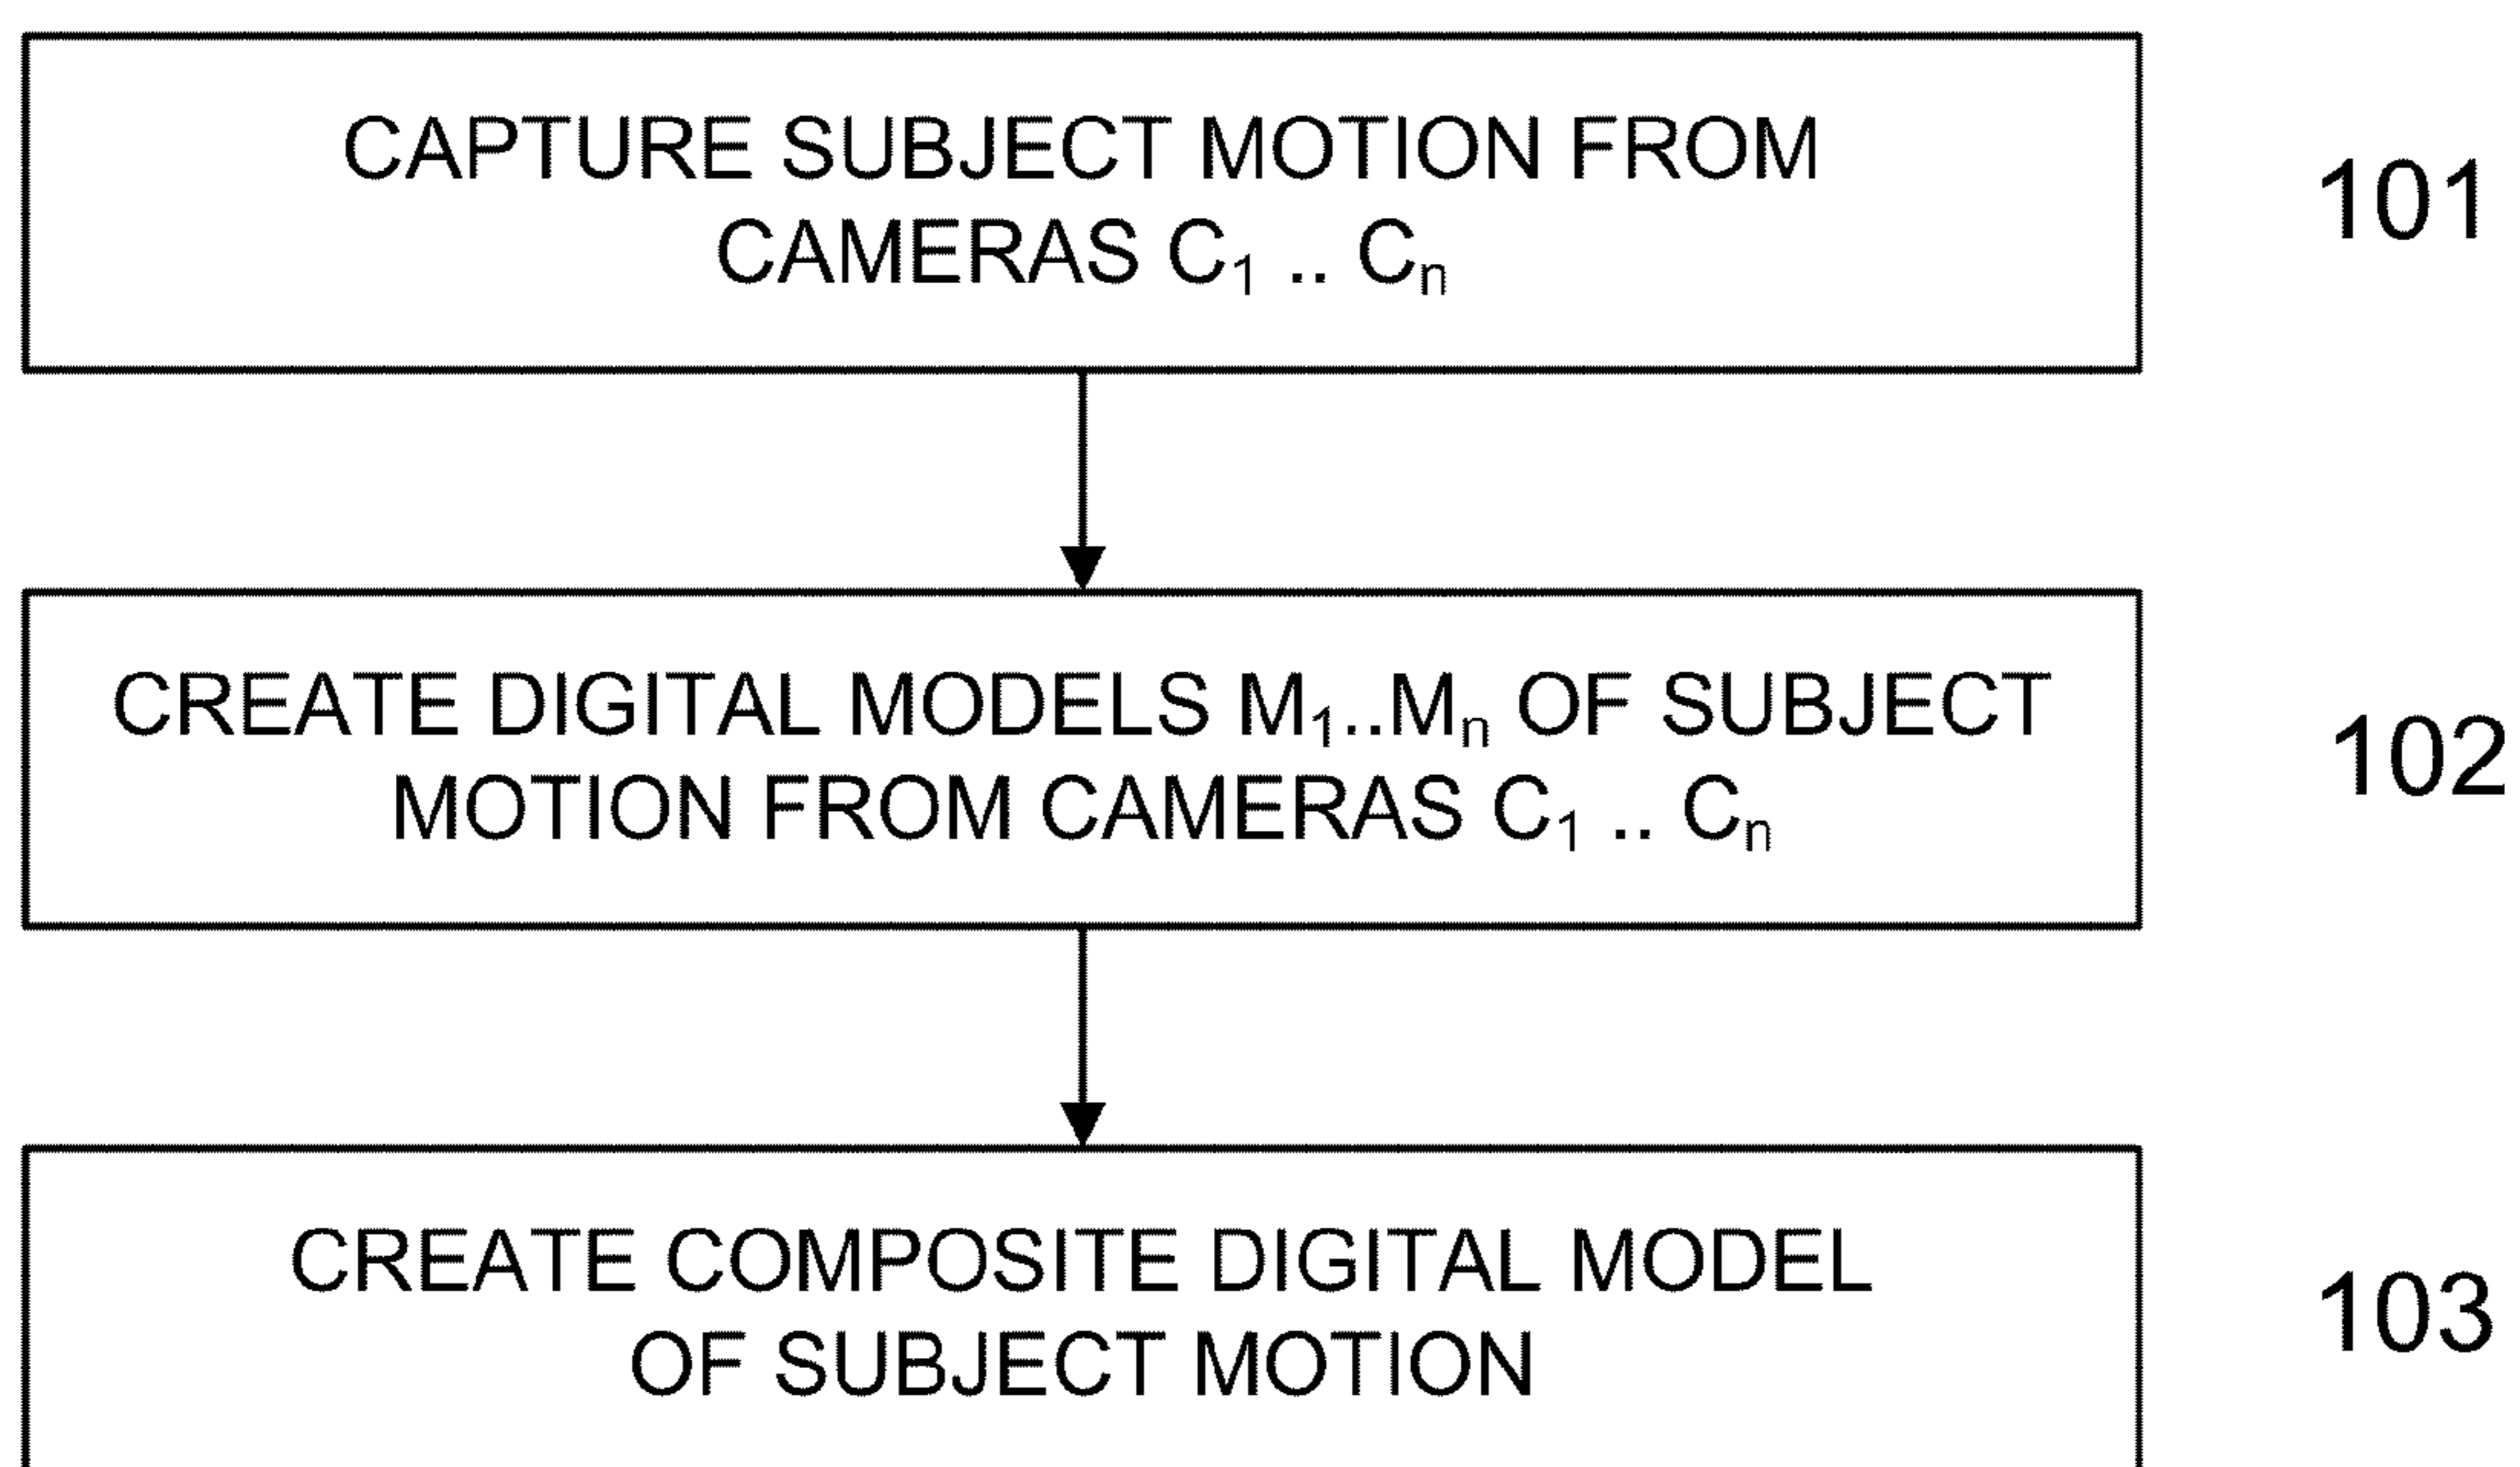 CAPTURE SUBJECT MOTION FROM
CAMERAS C₁ .. Cₙ
101
CREATE DIGITAL MODELS M₁..Mₙ OF SUBJECT
MOTION FROM CAMERAS C₁ .. Cₙ
102
CREATE COMPOSITE DIGITAL MODEL
OF SUBJECT MOTION
103